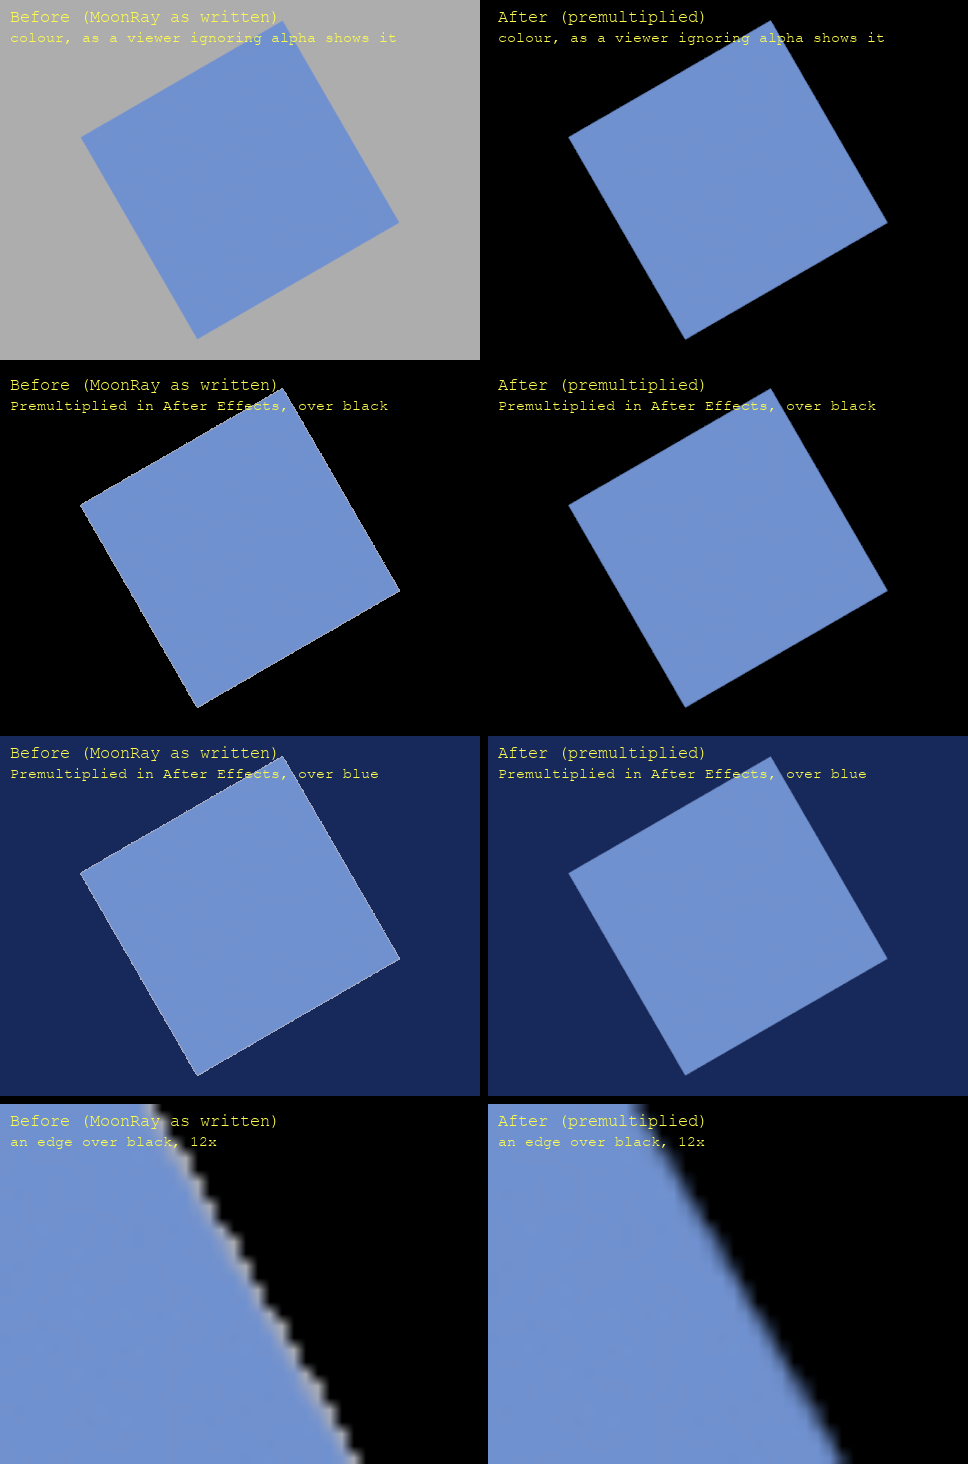 Before (MoonRay as written)
colour, as a viewer ignoring alpha shows it
After (premultiplied)
colour, as a viewer ignoring alpha shows it
Before (MoonRay as written)
Premultiplied in After Effects, over black
After (premultiplied)
Premultiplied in After Effects, over black
Before (MoonRay as written)
Premultiplied in After Effects, over blue
After (premultiplied)
Premultiplied in After Effects, over blue
Before (MoonRay as written)
an edge over black, 12x
After (premultiplied)
an edge over black, 12x